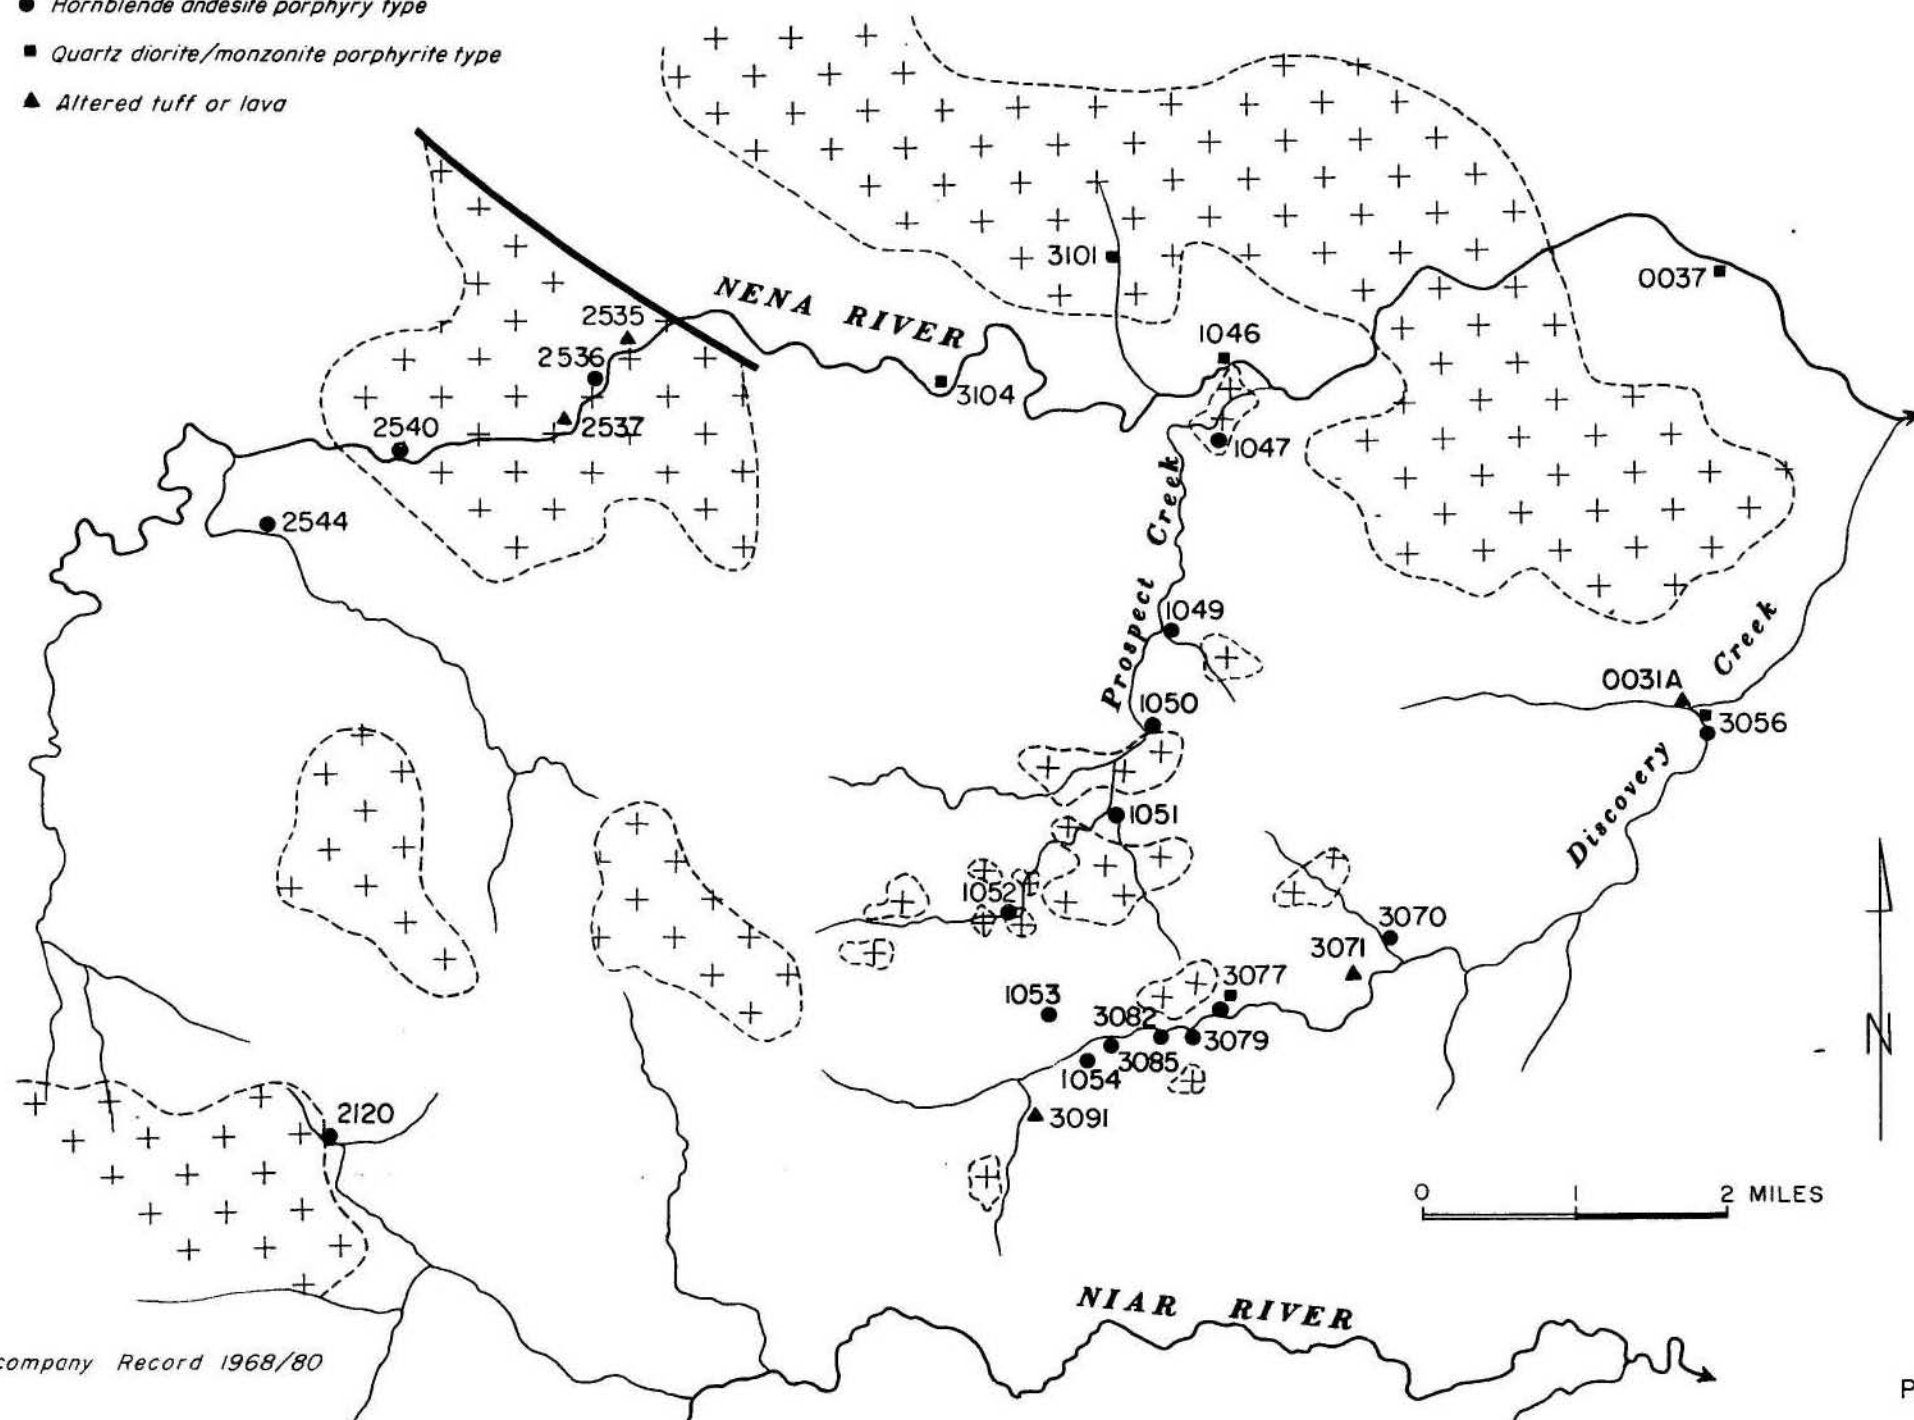 Hornblende andesite porphyry type
Quartz diorite/monzonite porphyrite type
Altered tuff or lava
NENA RIVER
3101
0037
2535
2536
1046
3104
2540
2537
1047
2544
Prospect Creek
1049
0031A
Discovery Creek
1050
3056
1051
1052
3070
3071
3077
1053
3082
3079
3085
1054
2120
3091
N
0 1 2 MILES
NIAR RIVER
company Record 1968/80
P